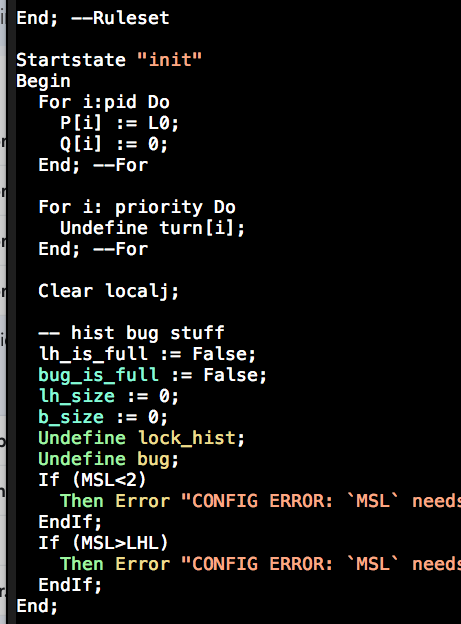 End; --Ruleset
Startstate "init"
Begin
For i:pid Do
P[i] := L0;
Q[i] := 0;
End; --For
For i: priority Do
Undefine turn[i];
End; --For
Clear localj;
-- hist bug stuff
lh_is_full := False;
bug_is_full := False;
lh_size := 0;
b_size := 0;
Undefine lock_hist;
Undefine bug;
If (MSL<2)
Then Error "CONFIG ERROR: `MSL` needs
EndIf;
If (MSL>LHL)
Then Error "CONFIG ERROR: `MSL` needs
EndIf;
End;